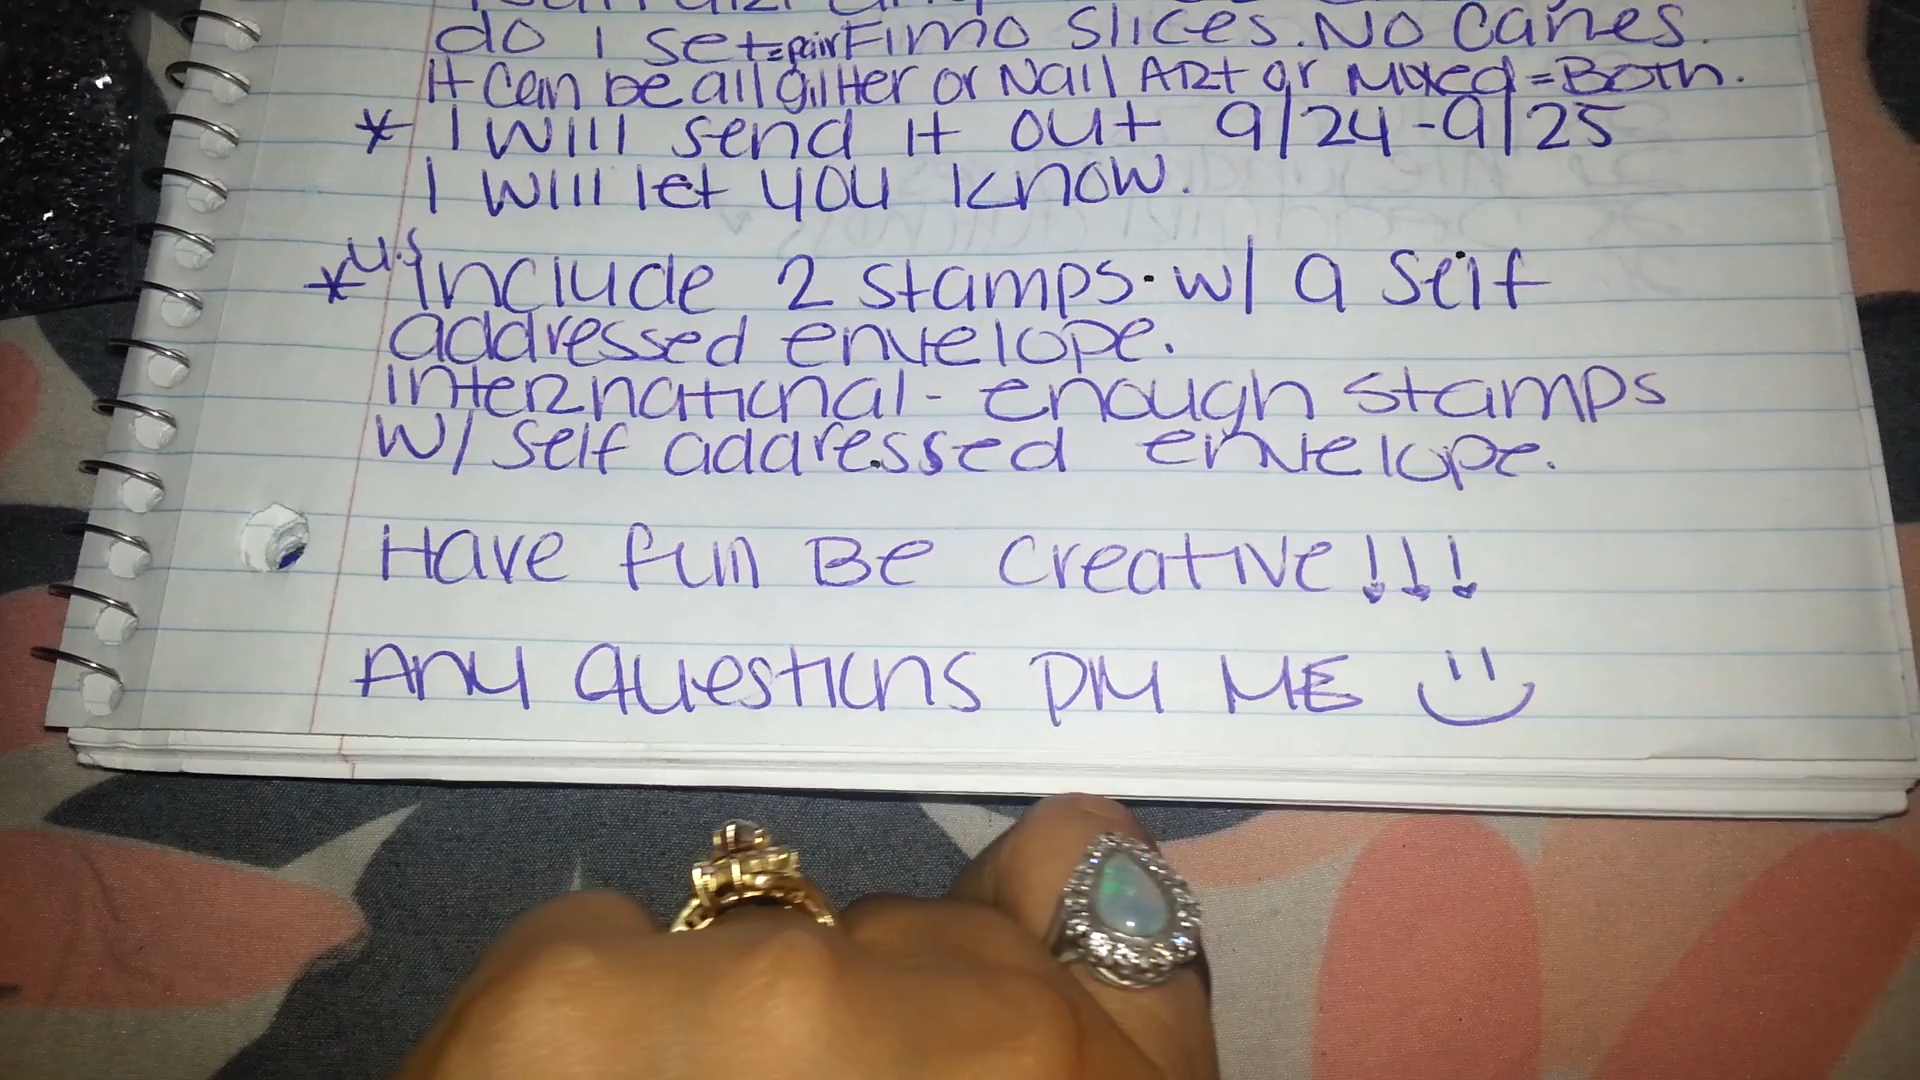 do 1 set=pair Fimo slices. No canes.
It can be all glitter or Nail Art or Mixed = Both.
* I will send it out 9/24-9/25
I will let you know.
* U.S Include 2 stamps. w/ a self
addressed envelope.
International - enough stamps
w/ self addressed envelope.
Have fun Be creative!!!
Any questions DM ME